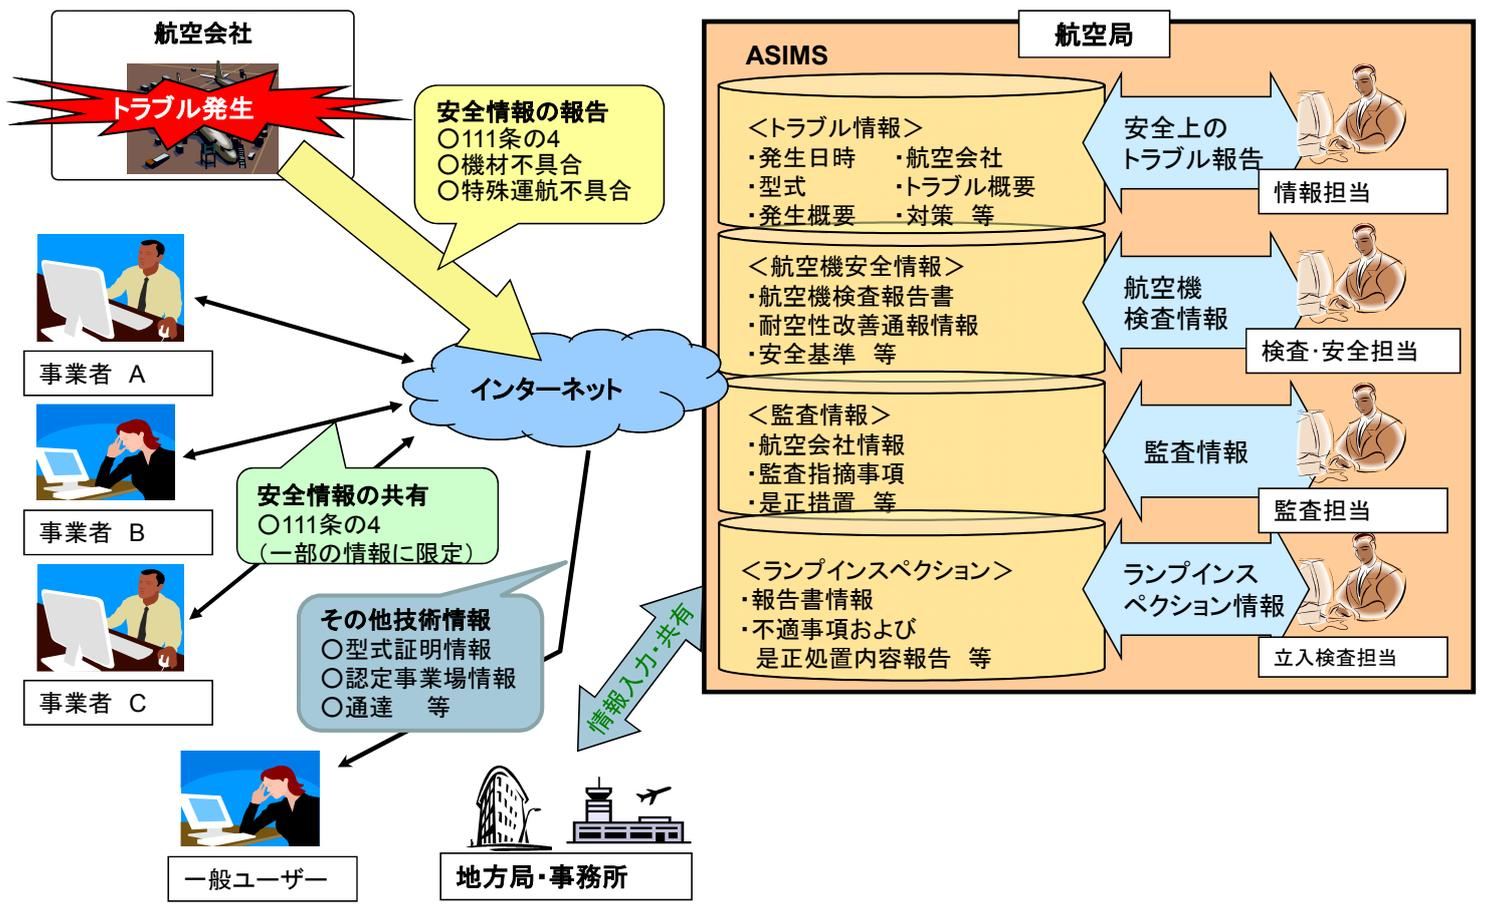 航空会社
トラブル発生
安全情報の報告
○111条の4
○機材不具合
○特殊運航不具合
事業者 A
事業者 B
事業者 C
インターネット
安全情報の共有
○111条の4
(一部の情報に限定)
その他技術情報
○型式証明情報
○認定事業場情報
○通達 等
一般ユーザー
情報入力・共有
地方局・事務所
航空局
ASIMS
<トラブル情報>
・発生日時 ・航空会社
・型式 ・トラブル概要
・発生概要 ・対策 等
安全上の
トラブル報告
情報担当
<航空機安全情報>
・航空機検査報告書
・耐空性改善通報情報
・安全基準 等
航空機
検査情報
検査・安全担当
<監査情報>
・航空会社情報
・監査指摘事項
・是正措置 等
監査情報
監査担当
<ランプインスペクション>
・報告書情報
・不適事項および
是正処置内容報告 等
ランプインス
ペクション情報
立入検査担当